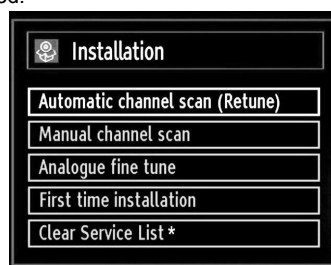 Installation
Automatic channel scan (Retune)
Manual channel scan
Analogue fine tune
First time installation
Clear Service List *